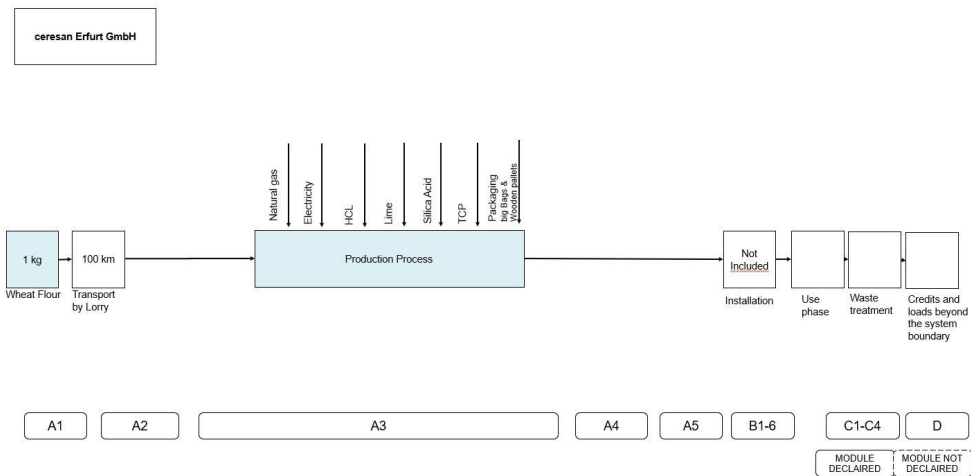 ceresan Erfurt GmbH
Natural gas
Electricity
HCL
Lime
Silica Acid
TCP
Packaging
big Bags &
Wooden pallets
1 kg
100 km
Production Process
Not
Included
Wheat Flour
Transport
by Lorry
Installation
Use
phase
Waste
treatment
Credits and
loads beyond
the system
boundary
A1
A2
A3
A4
A5
B1-6
C1-C4
D
MODULE
DECLAIRED
MODULE NOT
DECLAIRED